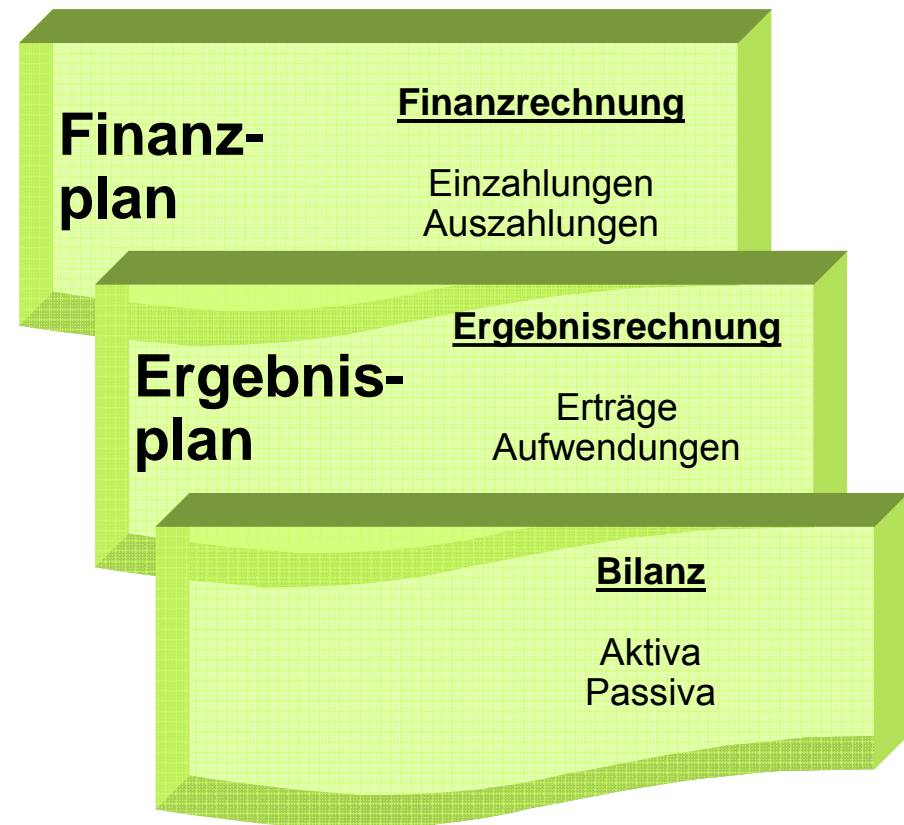 Finanz-
plan
Finanzrechnung
Einzahlungen
Auszahlungen
Ergebnis-
plan
Ergebnisrechnung
Erträge
Aufwendungen
Bilanz
Aktiva
Passiva